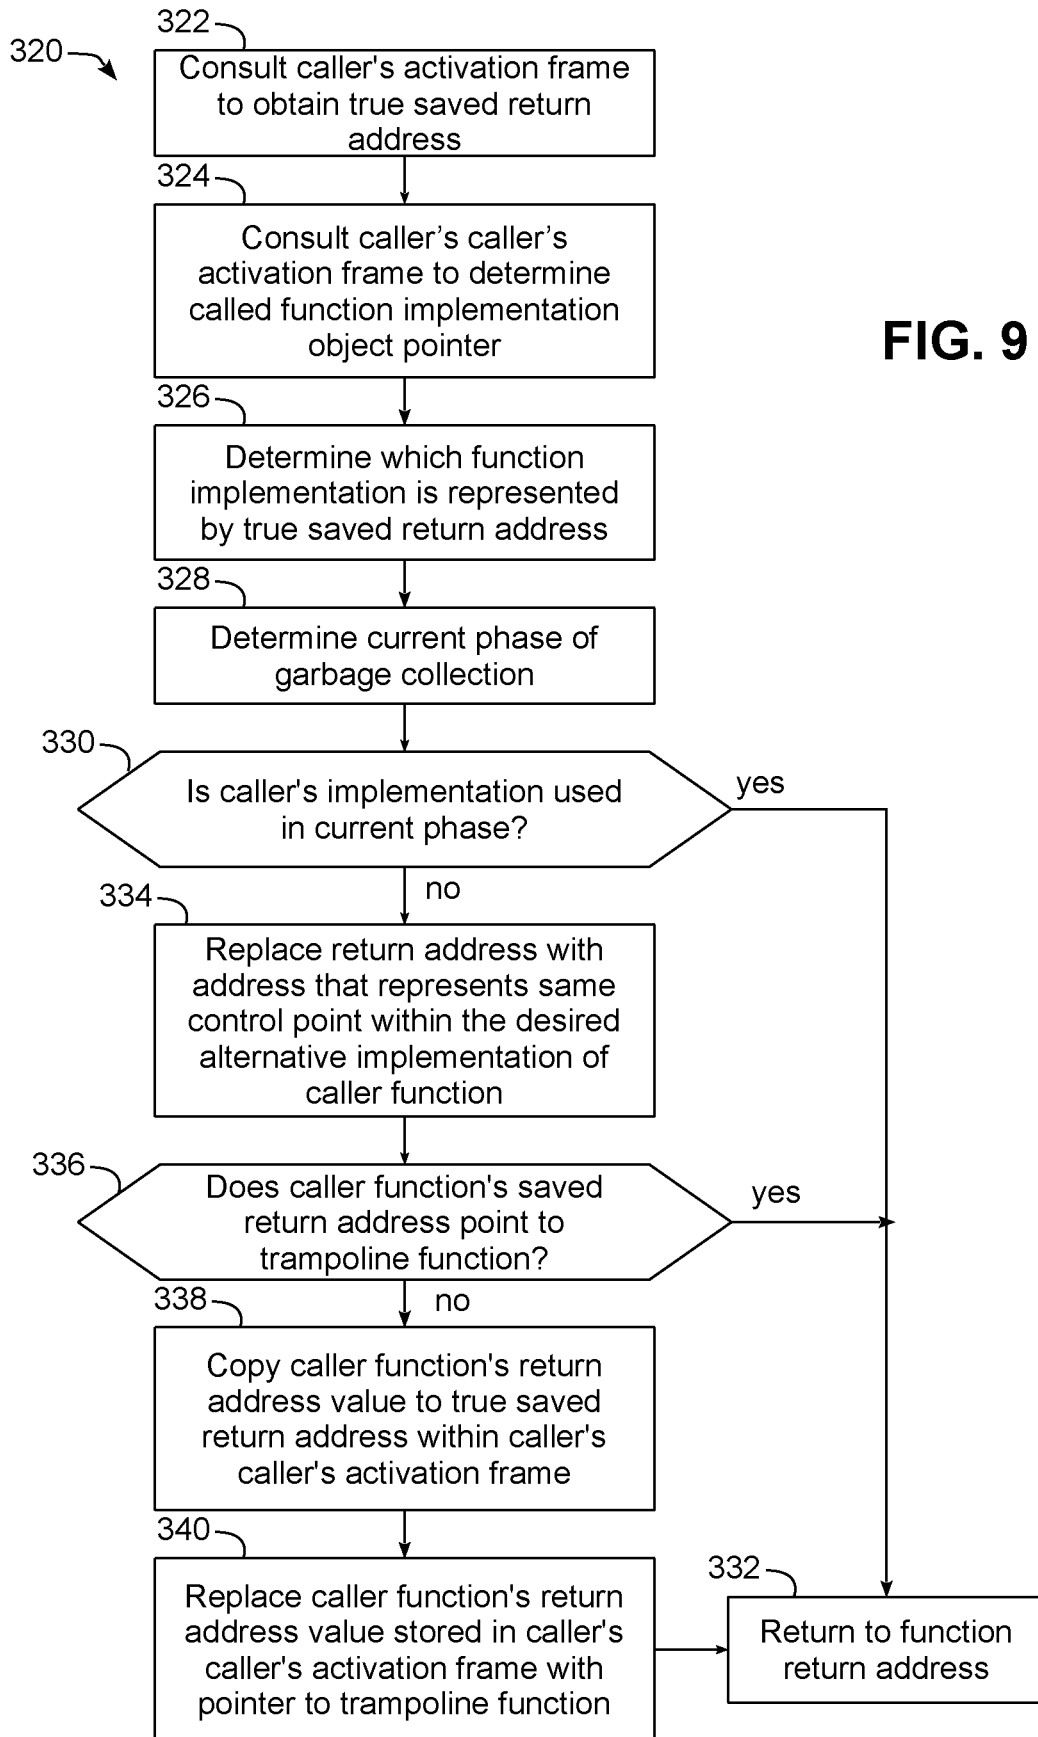 322
320
Consult caller's activation frame
to obtain true saved return
address
324
Consult caller’s caller’s
activation frame to determine
called function implementation
object pointer
FIG. 9
326
Determine which function
implementation is represented
by true saved return address
328
Determine current phase of
garbage collection
330
Is caller's implementation used
in current phase?
yes
no
334
Replace return address with
address that represents same
control point within the desired
alternative implementation of
caller function
336
Does caller function's saved
return address point to
trampoline function?
yes
no
338
Copy caller function's return
address value to true saved
return address within caller's
caller's activation frame
340
Replace caller function's return
address value stored in caller's
caller's activation frame with
pointer to trampoline function
332
Return to function
return address